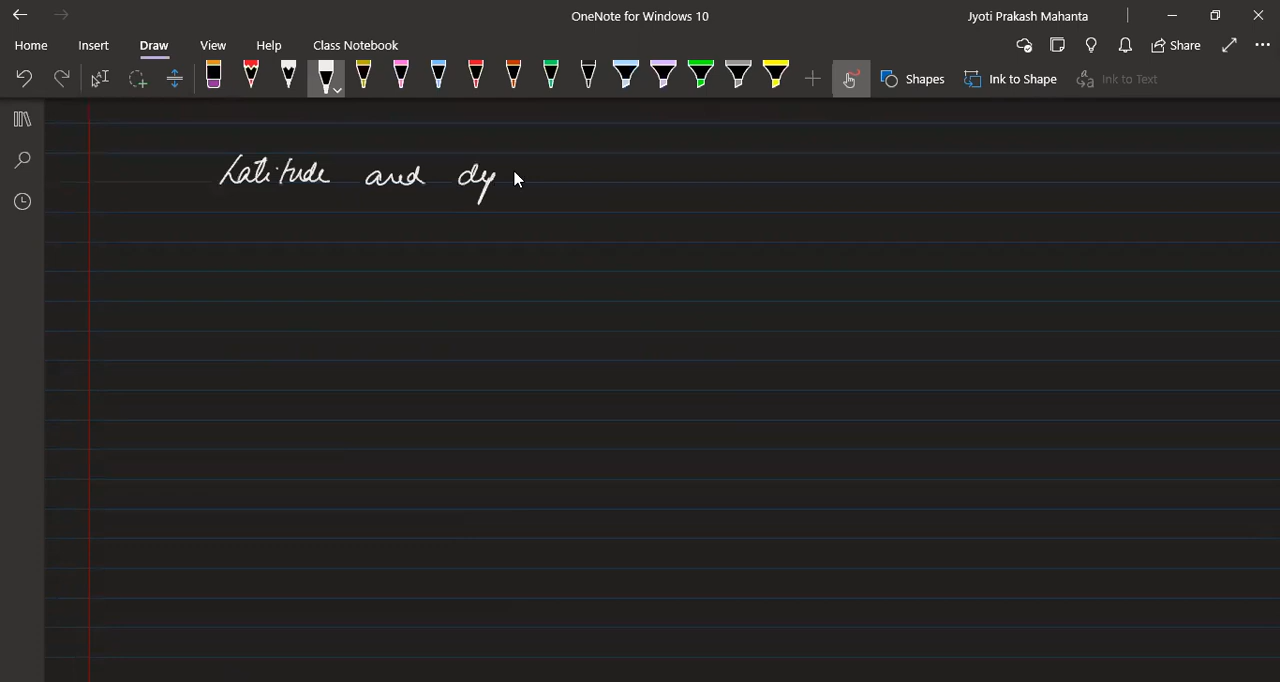 OneNote for Windows 10 Jyoti Prakash Mahanta
Home Insert Draw View Help Class Notebook Share
Shapes Ink to Shape Ink to Text
Latitude and dy